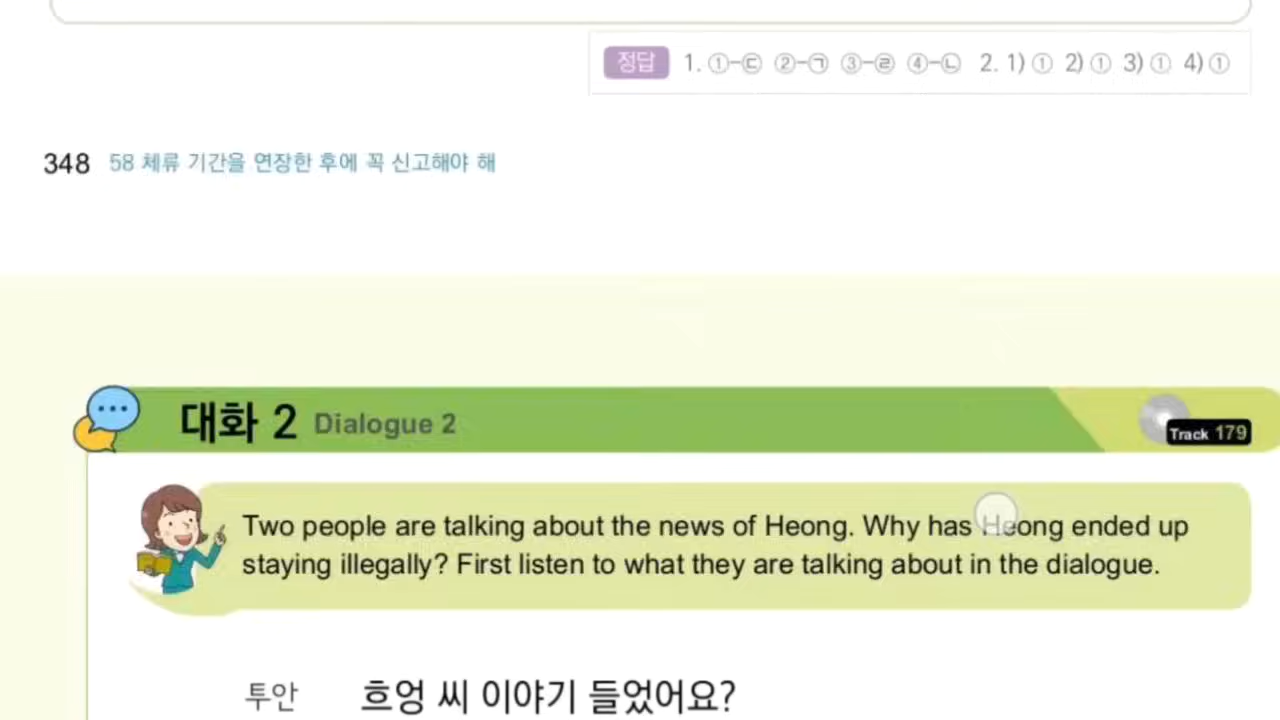 정답 1. ①-㉢ ②-㉠ ③-㉣ ④-㉡ 2. 1) ① 2) ① 3) ① 4) ①
348 58 체류 기간을 연장한 후에 꼭 신고해야 해
대화 2 Dialogue 2
Track 179
Two people are talking about the news of Heong. Why has Heong ended up
staying illegally? First listen to what they are talking about in the dialogue.
투안 흐엉 씨 이야기 들었어요?